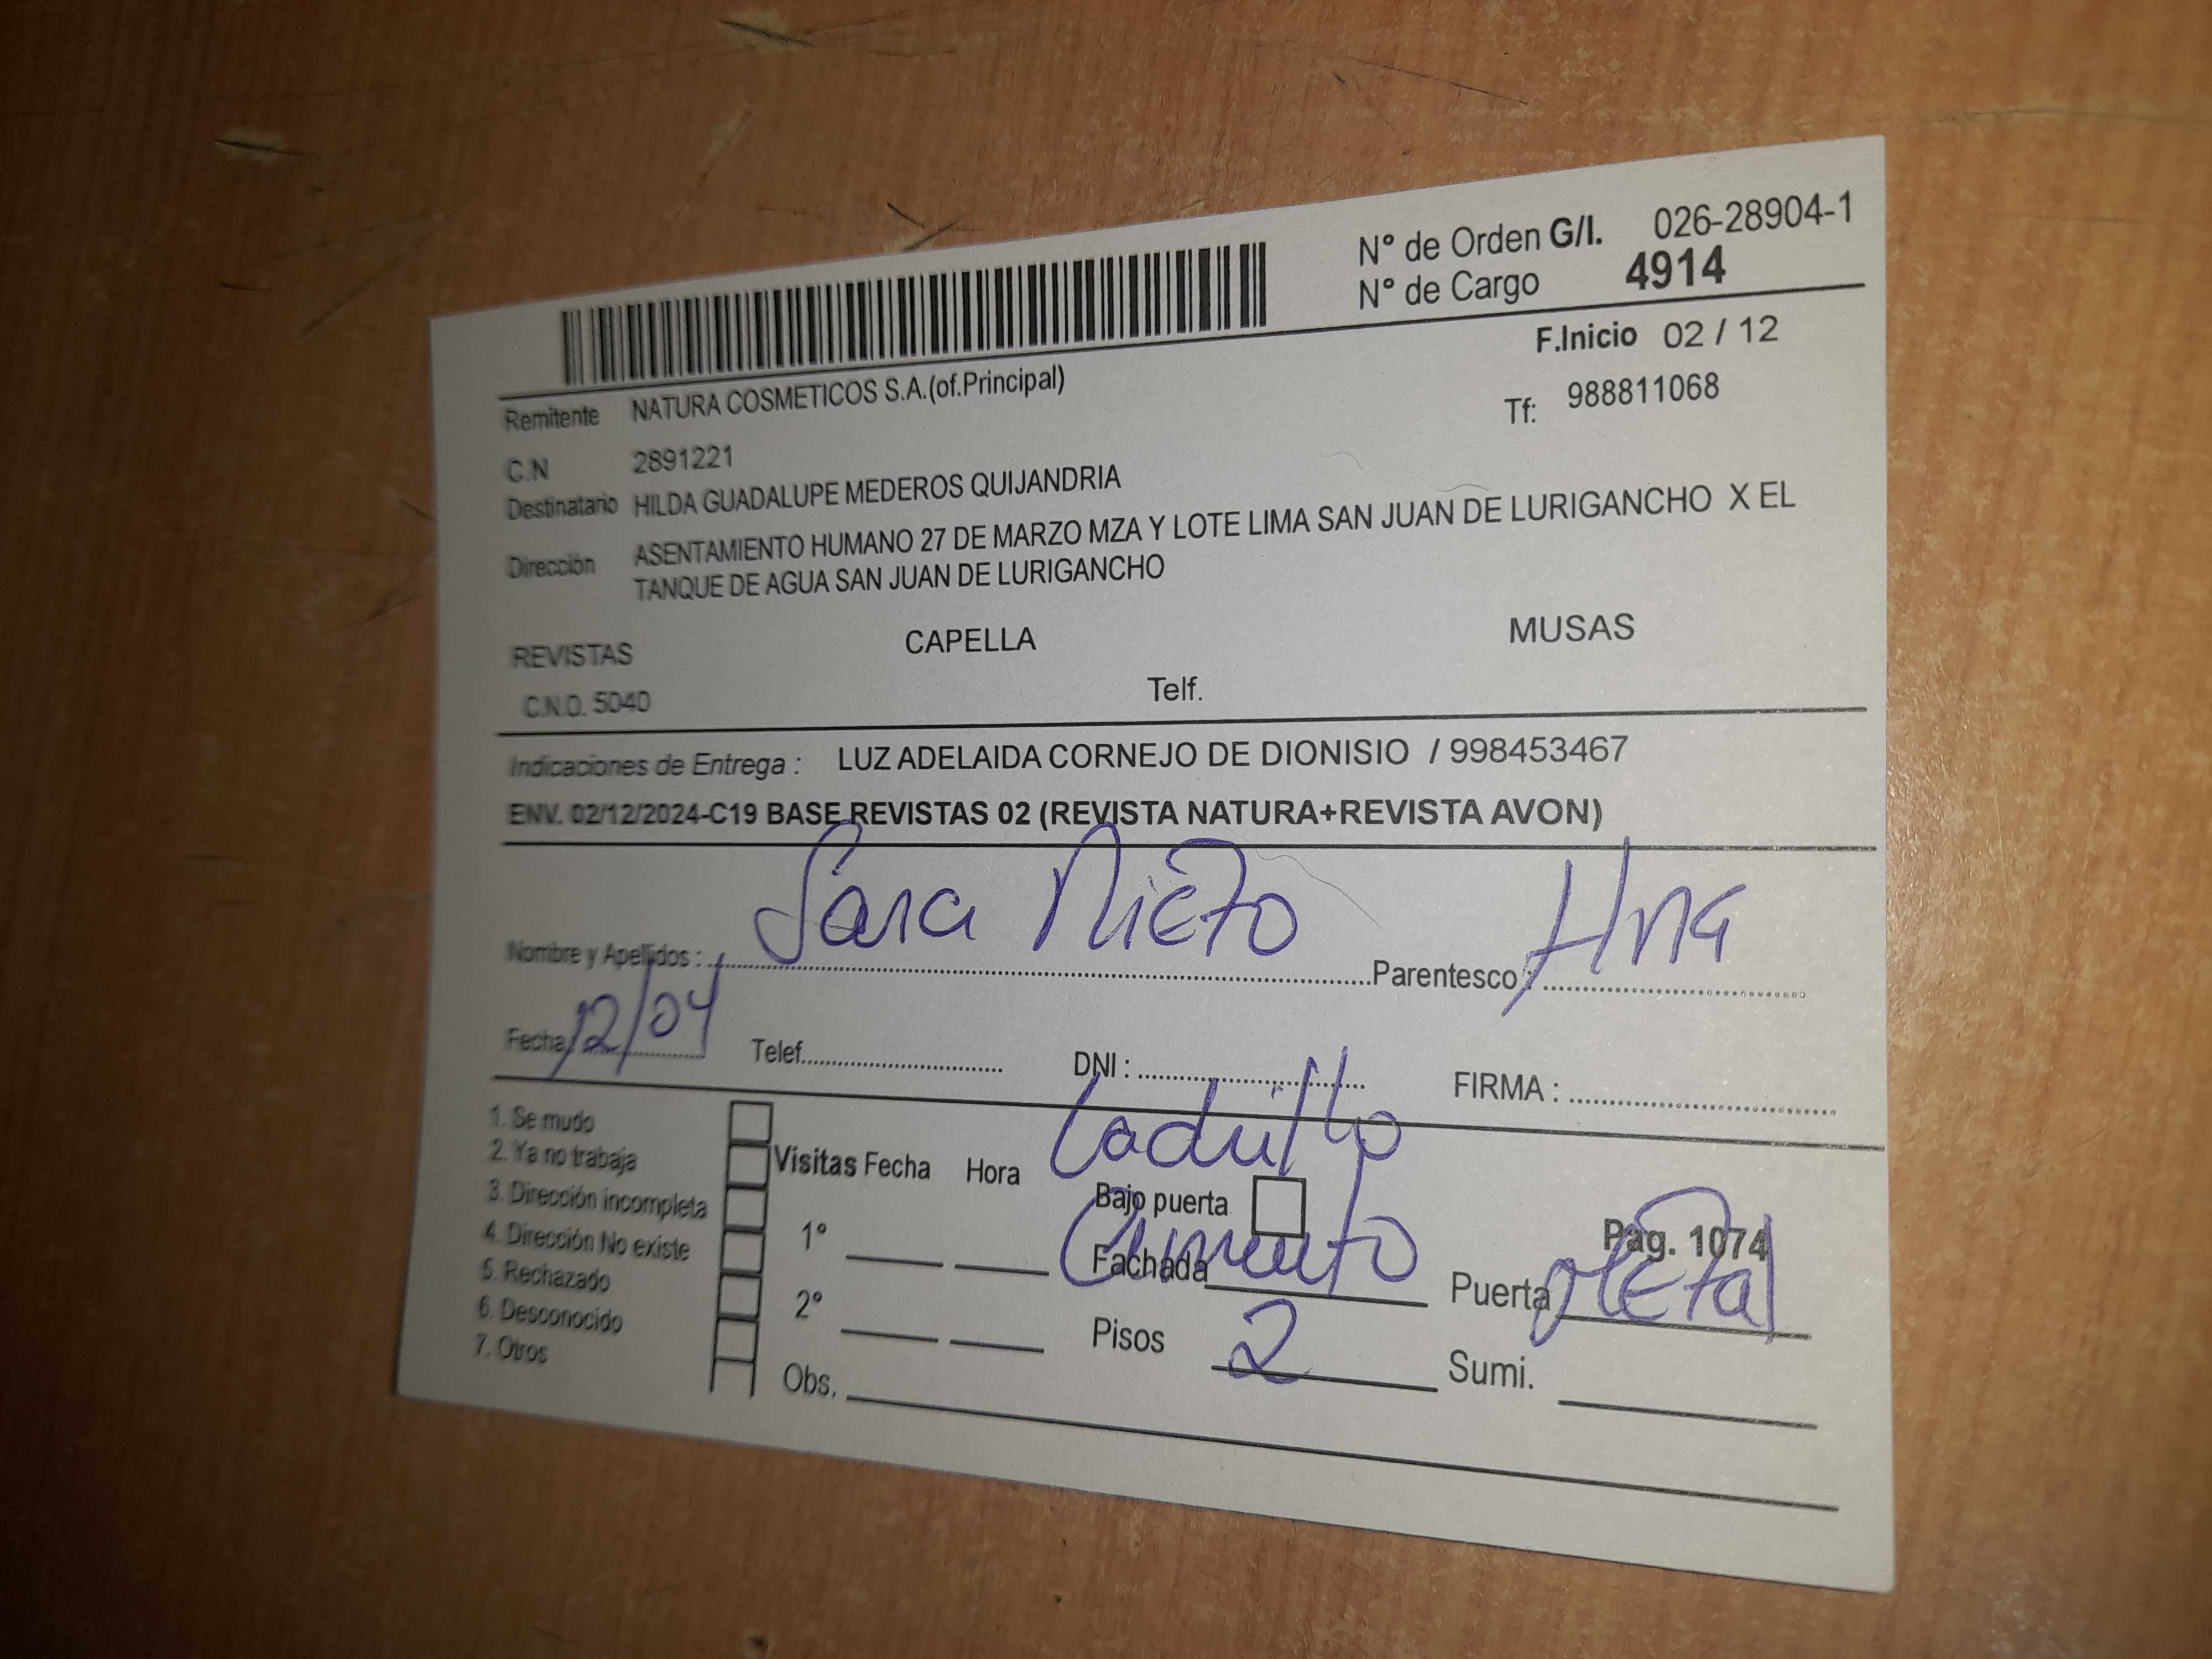 N° de Orden G/I. 026-28904-1
N° de Cargo 4914
F.Inicio 02 / 12
Remitente NATURA COSMETICOS S.A.(of.Principal)
Tf: 988811068
C.N 2891221
Destinatario HILDA GUADALUPE MEDEROS QUIJANDRIA
Dirección ASENTAMIENTO HUMANO 27 DE MARZO MZA Y LOTE LIMA SAN JUAN DE LURIGANCHO X EL
TANQUE DE AGUA SAN JUAN DE LURIGANCHO
REVISTAS CAPELLA MUSAS
C.N.O. 5040 Telf.
Indicaciones de Entrega : LUZ ADELAIDA CORNEJO DE DIONISIO / 998453467
ENV. 02/12/2024-C19 BASE REVISTAS 02 (REVISTA NATURA+REVISTA AVON)
Nombre y Apellidos : Sara Nieto Parentesco : Hna
Fecha 12/04 Telef. DNI : FIRMA :
1. Se mudo
2. Ya no trabaja
3. Dirección incompleta
4. Dirección No existe
5. Rechazado
6. Desconocido
7. Otros
Visitas Fecha Hora
1°
2°
Obs.
Ladrillo
Bajo puerta
Pag. 1074
Fachada Cemento Puerta Metal
Pisos 2 Sumi.